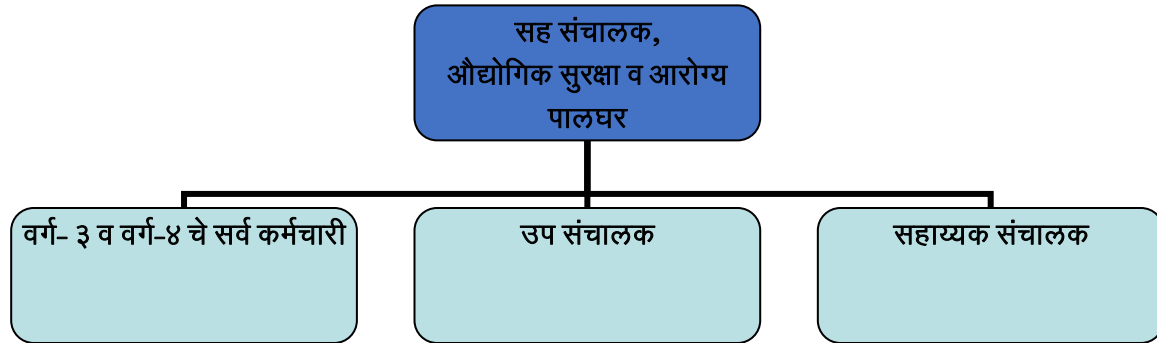 सह संचालक,
औद्योगिक सुरक्षा व आरोग्य
पालघर
वर्ग- ३ व वर्ग-४ चे सर्व कर्मचारी
उप संचालक
सहाय्यक संचालक